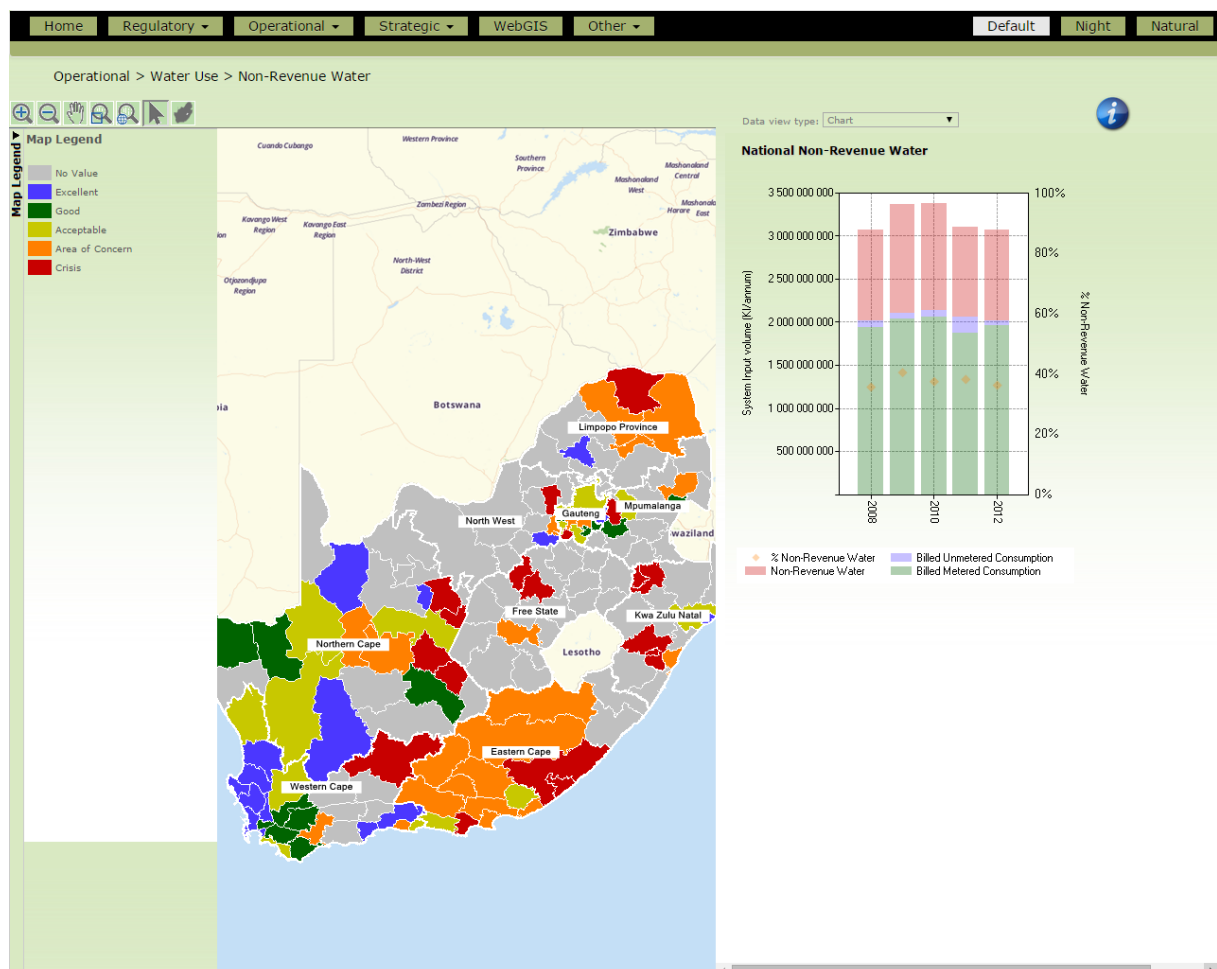 Home Regulatory Operational Strategic WebGIS Other Default Night Natural
Operational > Water Use > Non-Revenue Water
Map Legend
Map Legend
No Value
Excellent
Good
Acceptable
Area of Concern
Crisis
Cuando Cubango
Western Province
Southern
Province
Mashonaland
Central
Mashonaland
West
Zambezi Region
Mashonala
Harare East
Kavango West
Region
Kavango East
Region
ion
Zimbabwe
North-West
District
Otjozondjupa
Region
Botswana
ia
Limpopo Province
Mpumalanga
Gauteng
North West
waziland
Free State
Kwa Zulu Natal
Northern Cape
Lesotho
Eastern Cape
Western Cape
Data view type: Chart
i
National Non-Revenue Water
3 500 000 000
3 000 000 000
2 500 000 000
2 000 000 000
1 500 000 000
1 000 000 000
500 000 000
System Input volume (Kl/annum)
100%
80%
60%
40%
20%
0%
% Non-Revenue Water
2008
2010
2012
% Non-Revenue Water Billed Unmetered Consumption
Non-Revenue Water Billed Metered Consumption